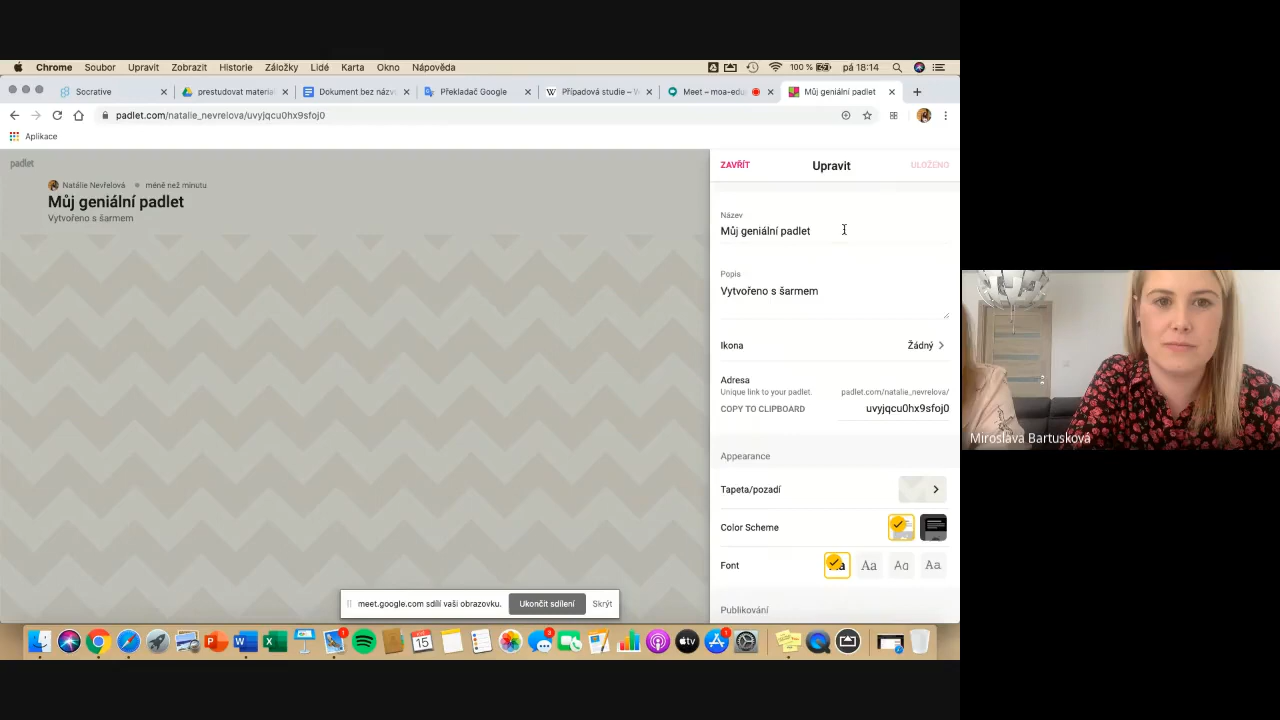 Chrome Soubor Upravit Zobrazit Historie Záložky Lidé Karta Okno Nápověda 100 % pá 18:14
Socrative prestudovat materia Dokument bez názv Překladač Google Případová studie – W Meet – moa-edu Můj geniální padlet
padlet.com/natalie_nevrelova/uvyjqcu0hx9sfoj0
Aplikace
padlet
Natálie Nevřelová méně než minutu
Můj geniální padlet
Vytvořeno s šarmem
ZAVŘÍT Upravit ULOŽENO
Název
Můj geniální padlet
Popis
Vytvořeno s šarmem
Ikona Žádný
Adresa
Unique link to your padlet. padlet.com/natalie_nevrelova/
COPY TO CLIPBOARD uvyjqcu0hx9sfoj0
Appearance
Tapeta/pozadí
Color Scheme
Font Aa Aa Aa Aa
Publikování
meet.google.com sdílí vaši obrazovku. Ukončit sdílení Skrýt
Miroslava Bartusková